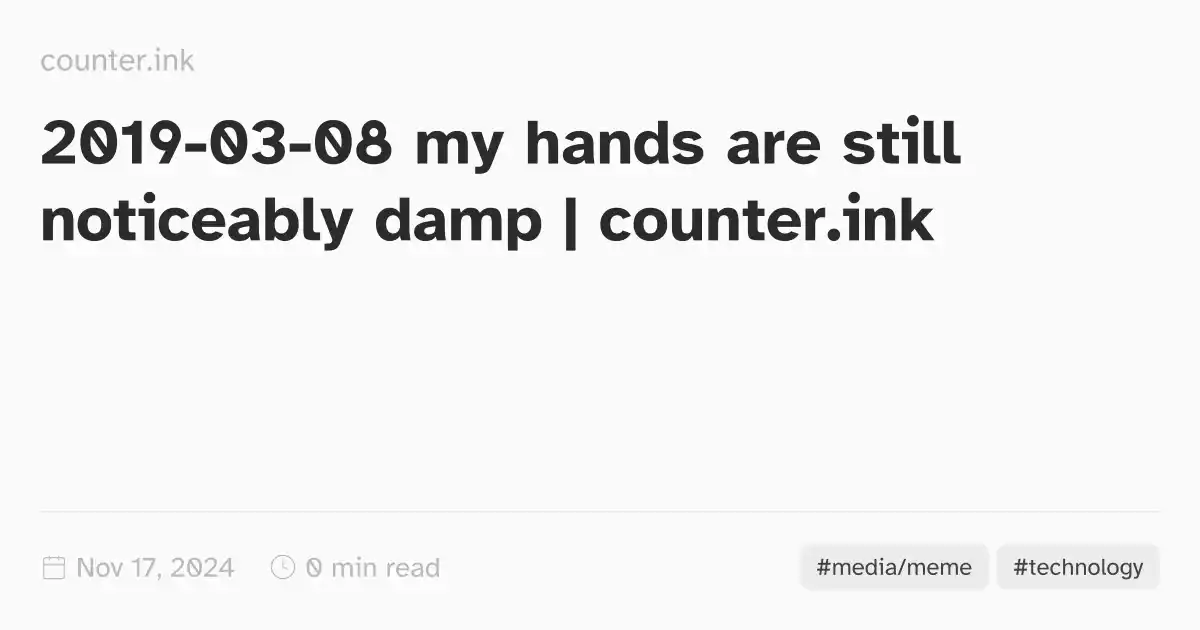 counter.ink
2019-03-08 my hands are still
noticeably damp | counter.ink
Nov 17, 2024 0 min read #media/meme #technology